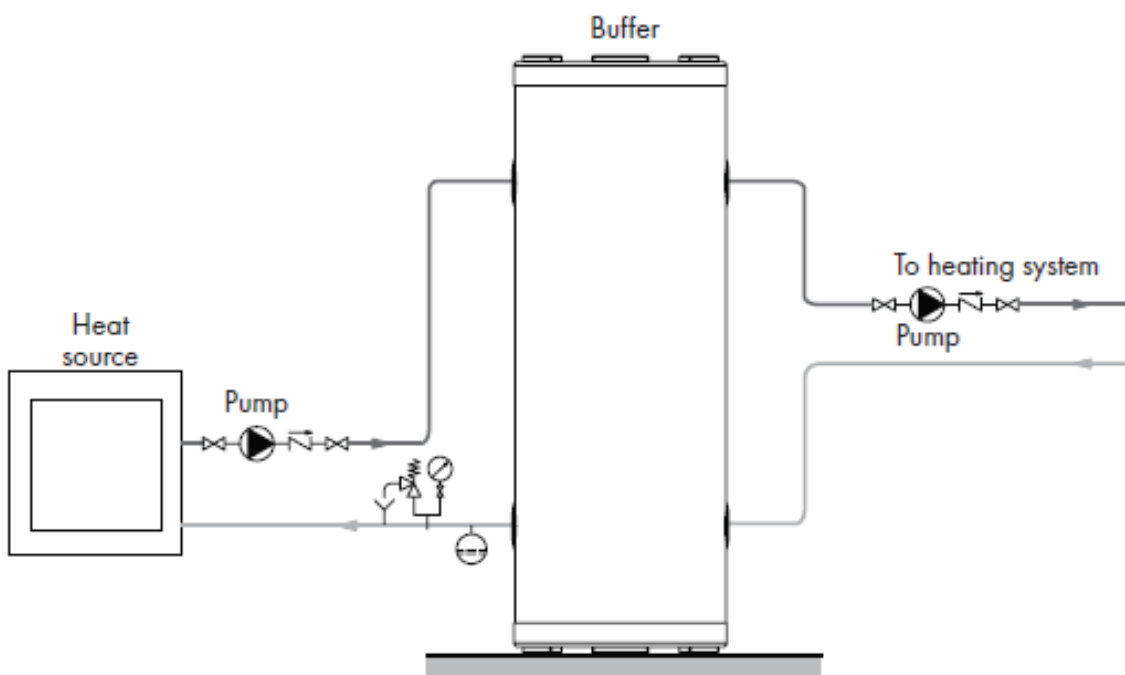 Buffer
To heating system
Pump
Heat
source
Pump